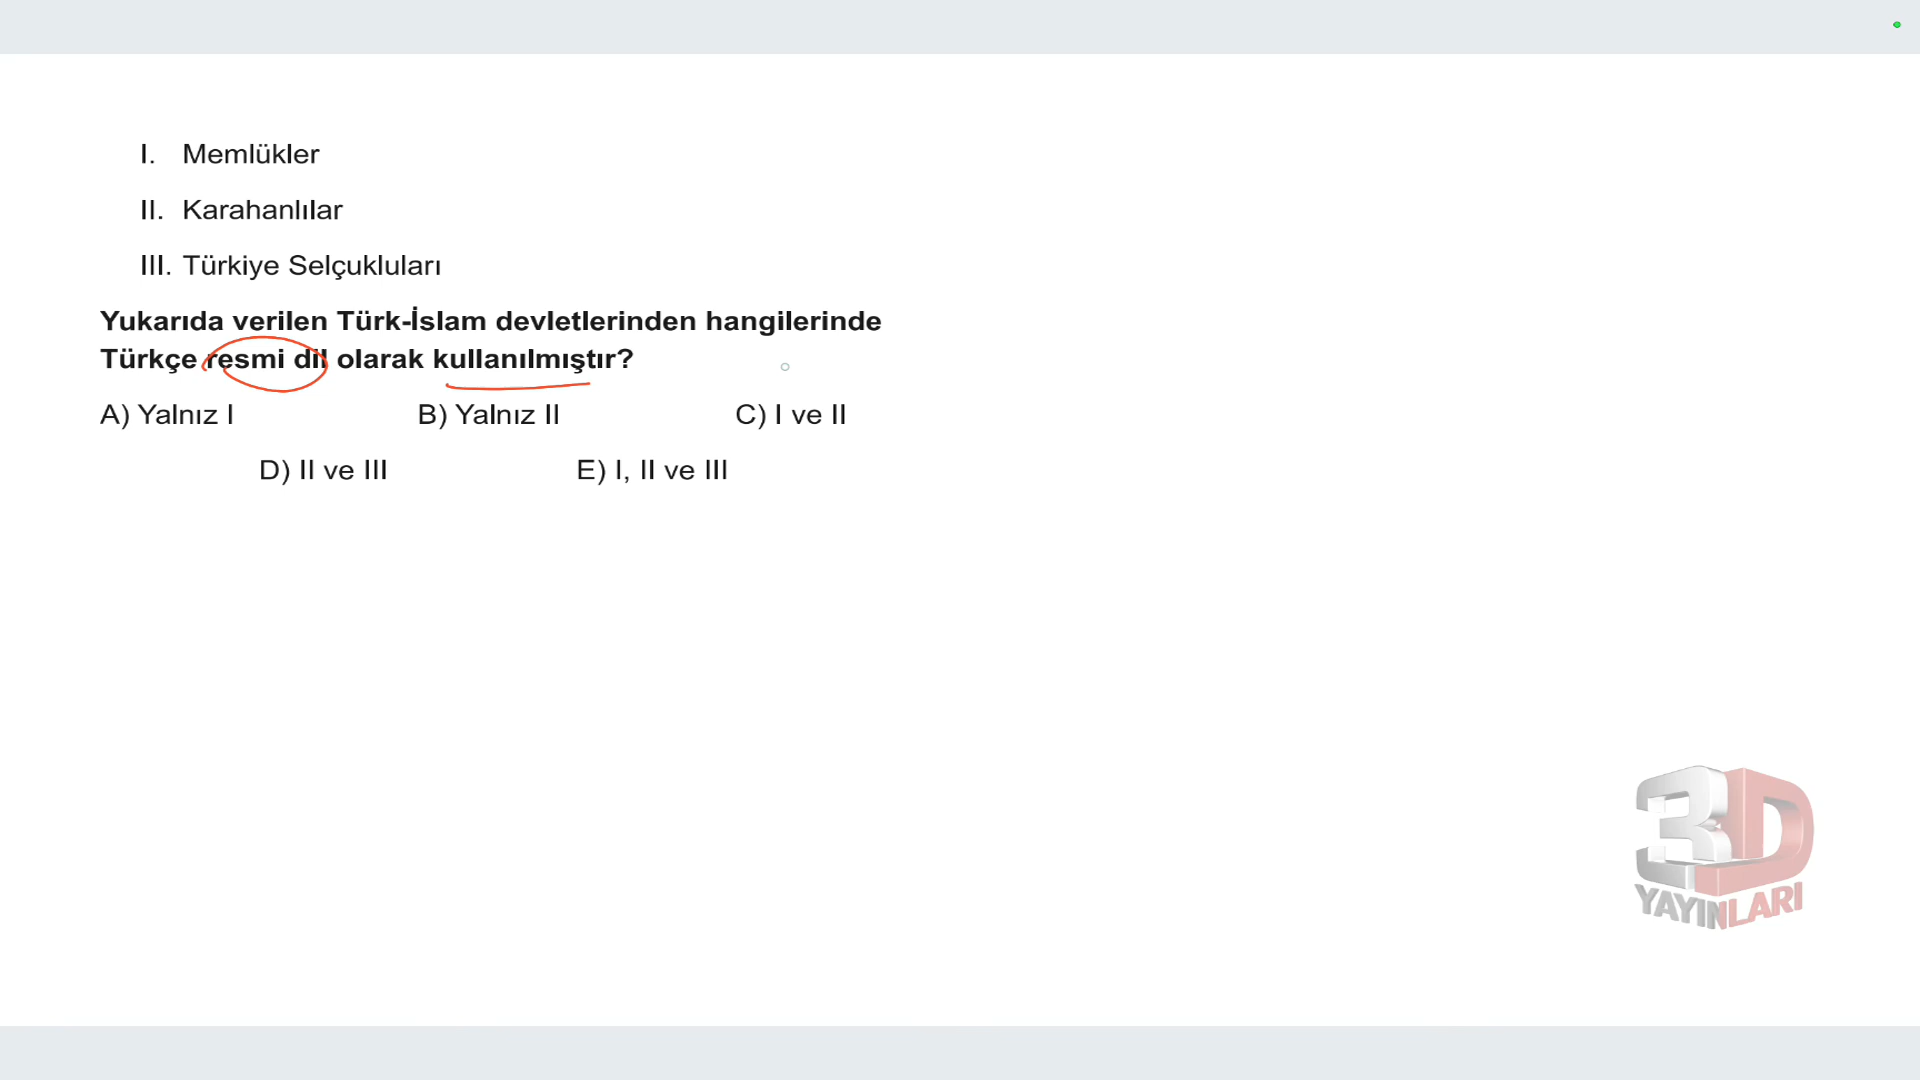 I. Memlükler
II. Karahanlılar
III. Türkiye Selçukluları
Yukarıda verilen Türk-İslam devletlerinden hangilerinde
Türkçe resmi dil olarak kullanılmıştır?
A) Yalnız I B) Yalnız II C) I ve II
D) II ve III E) I, II ve III
3D
YAYINLARI